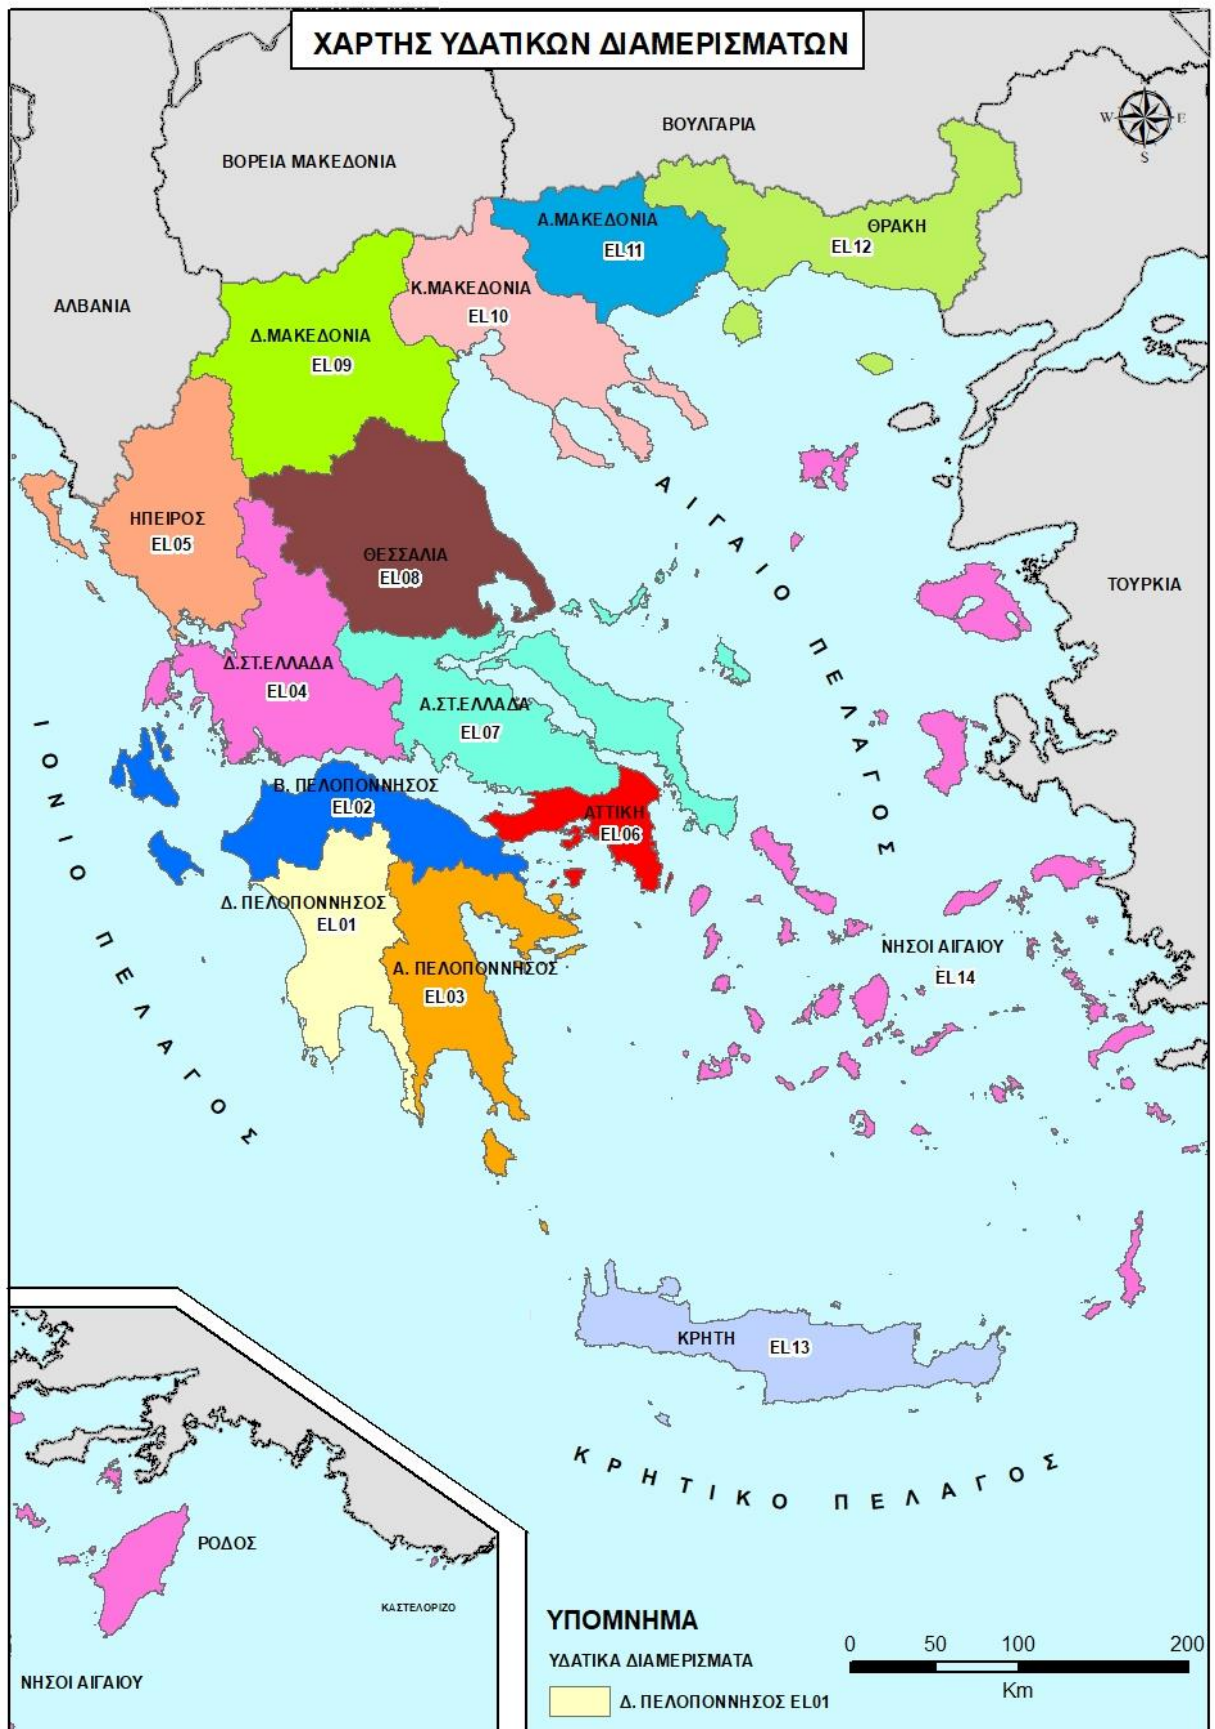 ΧΑΡΤΗΣ ΥΔΑΤΙΚΩΝ ΔΙΑΜΕΡΙΣΜΑΤΩΝ
W E
S
ΒΟΥΛΓΑΡΙΑ
ΒΟΡΕΙΑ ΜΑΚΕΔΟΝΙΑ
ΑΛΒΑΝΙΑ
ΤΟΥΡΚΙΑ
Α.ΜΑΚΕΔΟΝΙΑ
EL11
ΘΡΑΚΗ
EL12
Κ.ΜΑΚΕΔΟΝΙΑ
EL10
Δ.ΜΑΚΕΔΟΝΙΑ
EL09
ΗΠΕΙΡΟΣ
EL05
ΘΕΣΣΑΛΙΑ
EL08
ΑΙΓΑΙΟ ΠΕΛΑΓΟΣ
Δ.ΣΤ.ΕΛΛΑΔΑ
EL04
Α.ΣΤ.ΕΛΛΑΔΑ
EL07
ΙΟΝΙΟ ΠΕΛΑΓΟΣ
Β. ΠΕΛΟΠΟΝΝΗΣΟΣ
EL02
ΑΤΤΙΚΗ
EL06
Δ. ΠΕΛΟΠΟΝΝΗΣΟΣ
EL01
Α. ΠΕΛΟΠΟΝΝΗΣΟΣ
EL03
ΝΗΣΟΙ ΑΙΓΑΙΟΥ
EL14
ΚΡΗΤΗ
EL13
ΚΡΗΤΙΚΟ ΠΕΛΑΓΟΣ
ΡΟΔΟΣ
ΚΑΣΤΕΛΟΡΙΖΟ
ΝΗΣΟΙ ΑΙΓΑΙΟΥ
ΥΠΟΜΝΗΜΑ
ΥΔΑΤΙΚΑ ΔΙΑΜΕΡΙΣΜΑΤΑ
Δ. ΠΕΛΟΠΟΝΝΗΣΟΣ EL01
0 50 100 200
Km